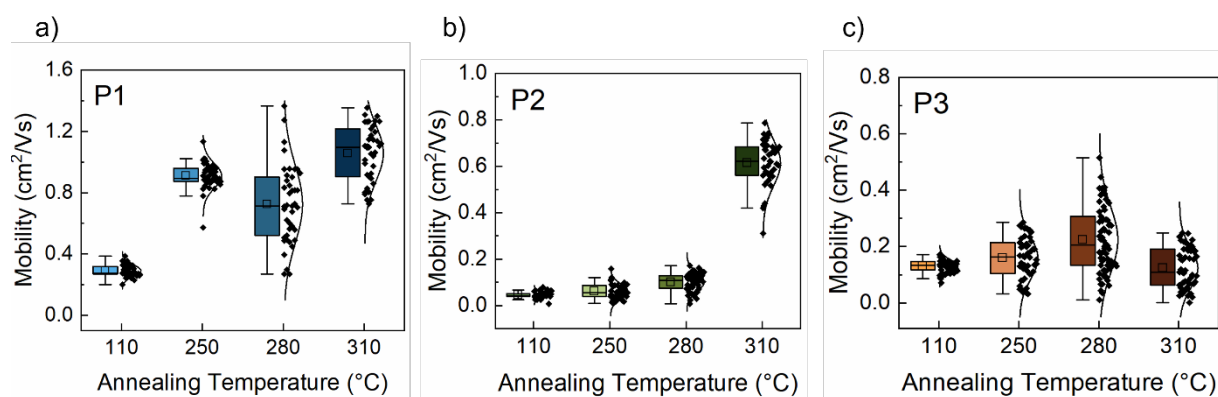 a)
P1
Mobility (cm²/Vs)
1.6
1.2
0.8
0.4
0.0
110 250 280 310
Annealing Temperature (°C)
b)
P2
Mobility (cm²/Vs)
1.0
0.8
0.6
0.4
0.2
0.0
110 250 280 310
Annealing Temperature (°C)
c)
P3
Mobility (cm²/Vs)
0.8
0.6
0.4
0.2
0.0
110 250 280 310
Annealing Temperature (°C)